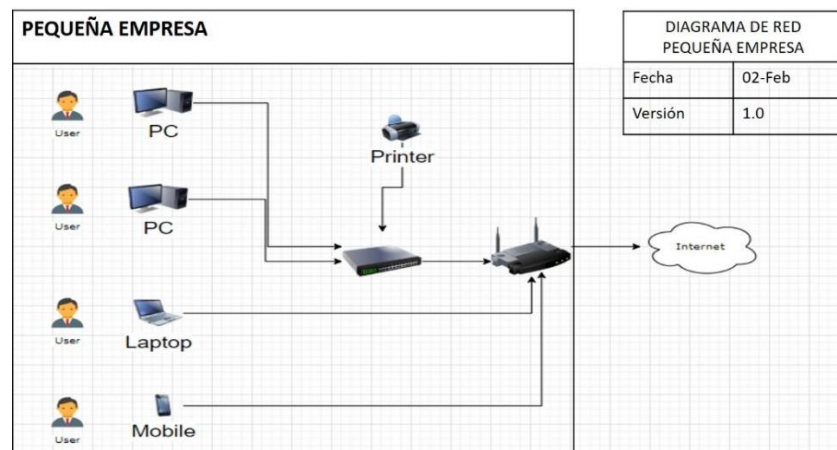 PEQUEÑA EMPRESA
DIAGRAMA DE RED
PEQUEÑA EMPRESA
Fecha 02-Feb
Versión 1.0
User
PC
Printer
User
PC
Internet
User
Laptop
User
Mobile